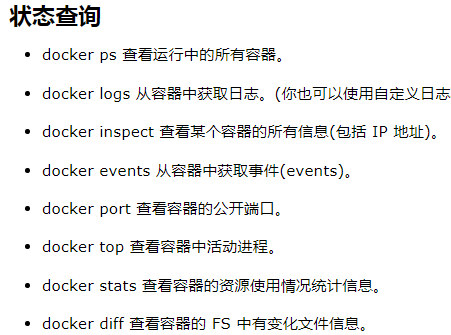 状态查询
docker ps 查看运行中的所有容器。
docker logs 从容器中获取日志。(你也可以使用自定义日志
docker inspect 查看某个容器的所有信息(包括 IP 地址)。
docker events 从容器中获取事件(events)。
docker port 查看容器的公开端口。
docker top 查看容器中活动进程。
docker stats 查看容器的资源使用情况统计信息。
docker diff 查看容器的 FS 中有变化文件信息。